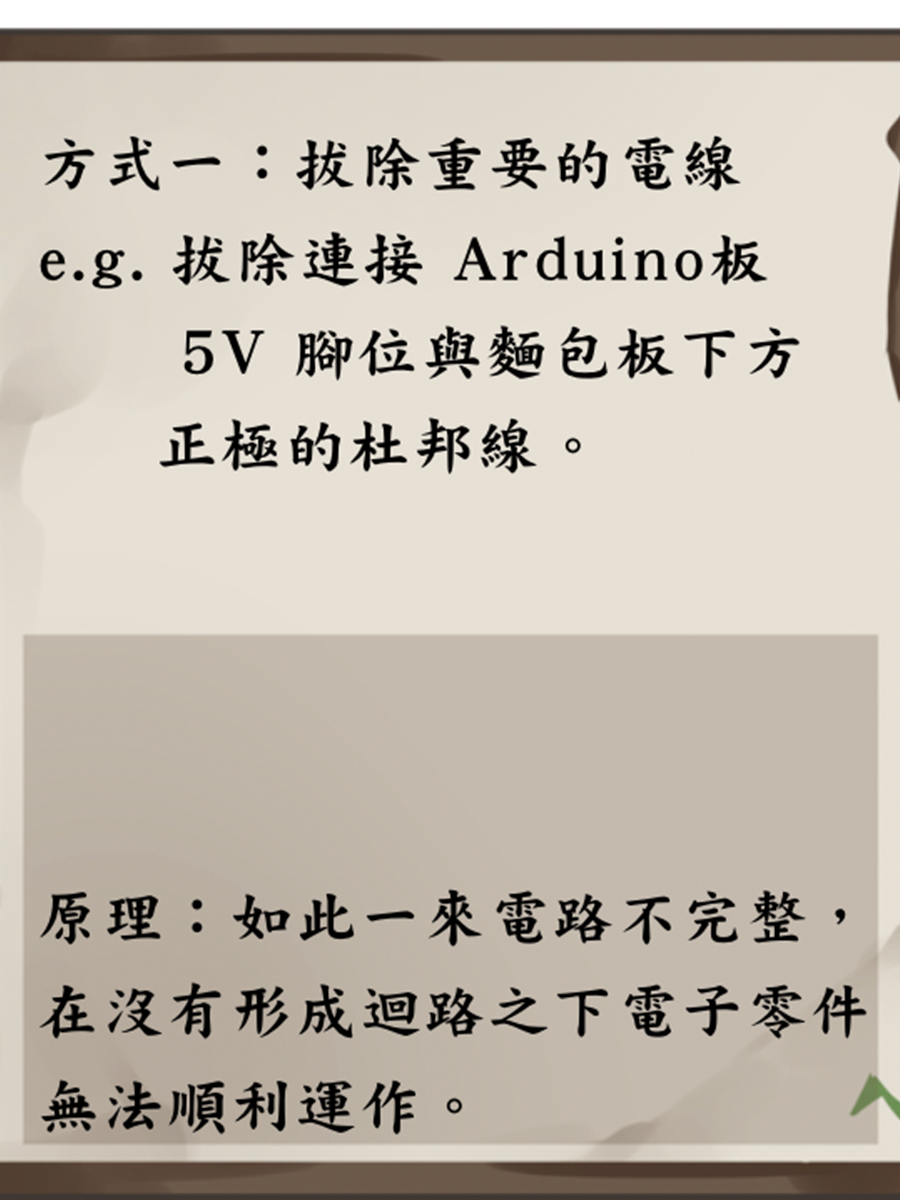 方式一：拔除重要的電線
e.g. 拔除連接 Arduino板
5V 腳位與麵包板下方
正極的杜邦線。
原理：如此一來電路不完整，
在沒有形成迴路之下電子零件
無法順利運作。